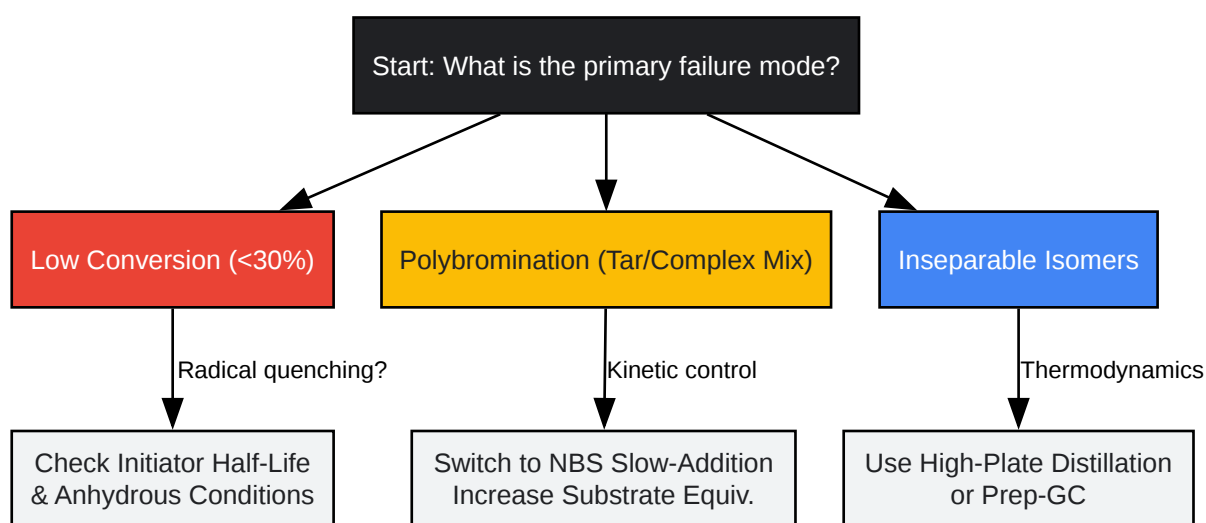 Start: What is the primary failure mode?
Low Conversion (<30%)
Polybromination (Tar/Complex Mix)
Inseparable Isomers
Radical quenching?
Kinetic control
Thermodynamics
Check Initiator Half-Life
& Anhydrous Conditions
Switch to NBS Slow-Addition
Increase Substrate Equiv.
Use High-Plate Distillation
or Prep-GC